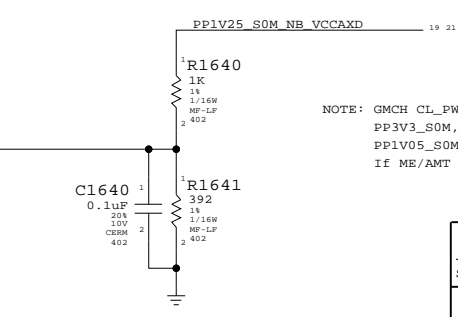 PP1V25_S0M_NB_VCCAXD 19 21
1 R1640
1K
1%
1/16W
MF-LF
2 402
NOTE: GMCH CL_PW
PP3V3_S0M,
PP1V05_S0M
If ME/AMT
C1640 1
0.1uF
20%
10V
CERM
402
2
1 R1641
392
1%
1/16W
MF-LF
2 402